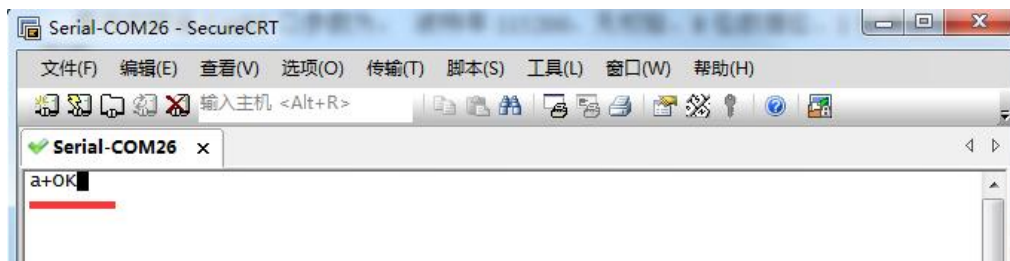 Serial-COM26 - SecureCRT
文件(F) 编辑(E) 查看(V) 选项(O) 传输(T) 脚本(S) 工具(L) 窗口(W) 帮助(H)
输入主机 <Alt+R>
Serial-COM26
a+OK